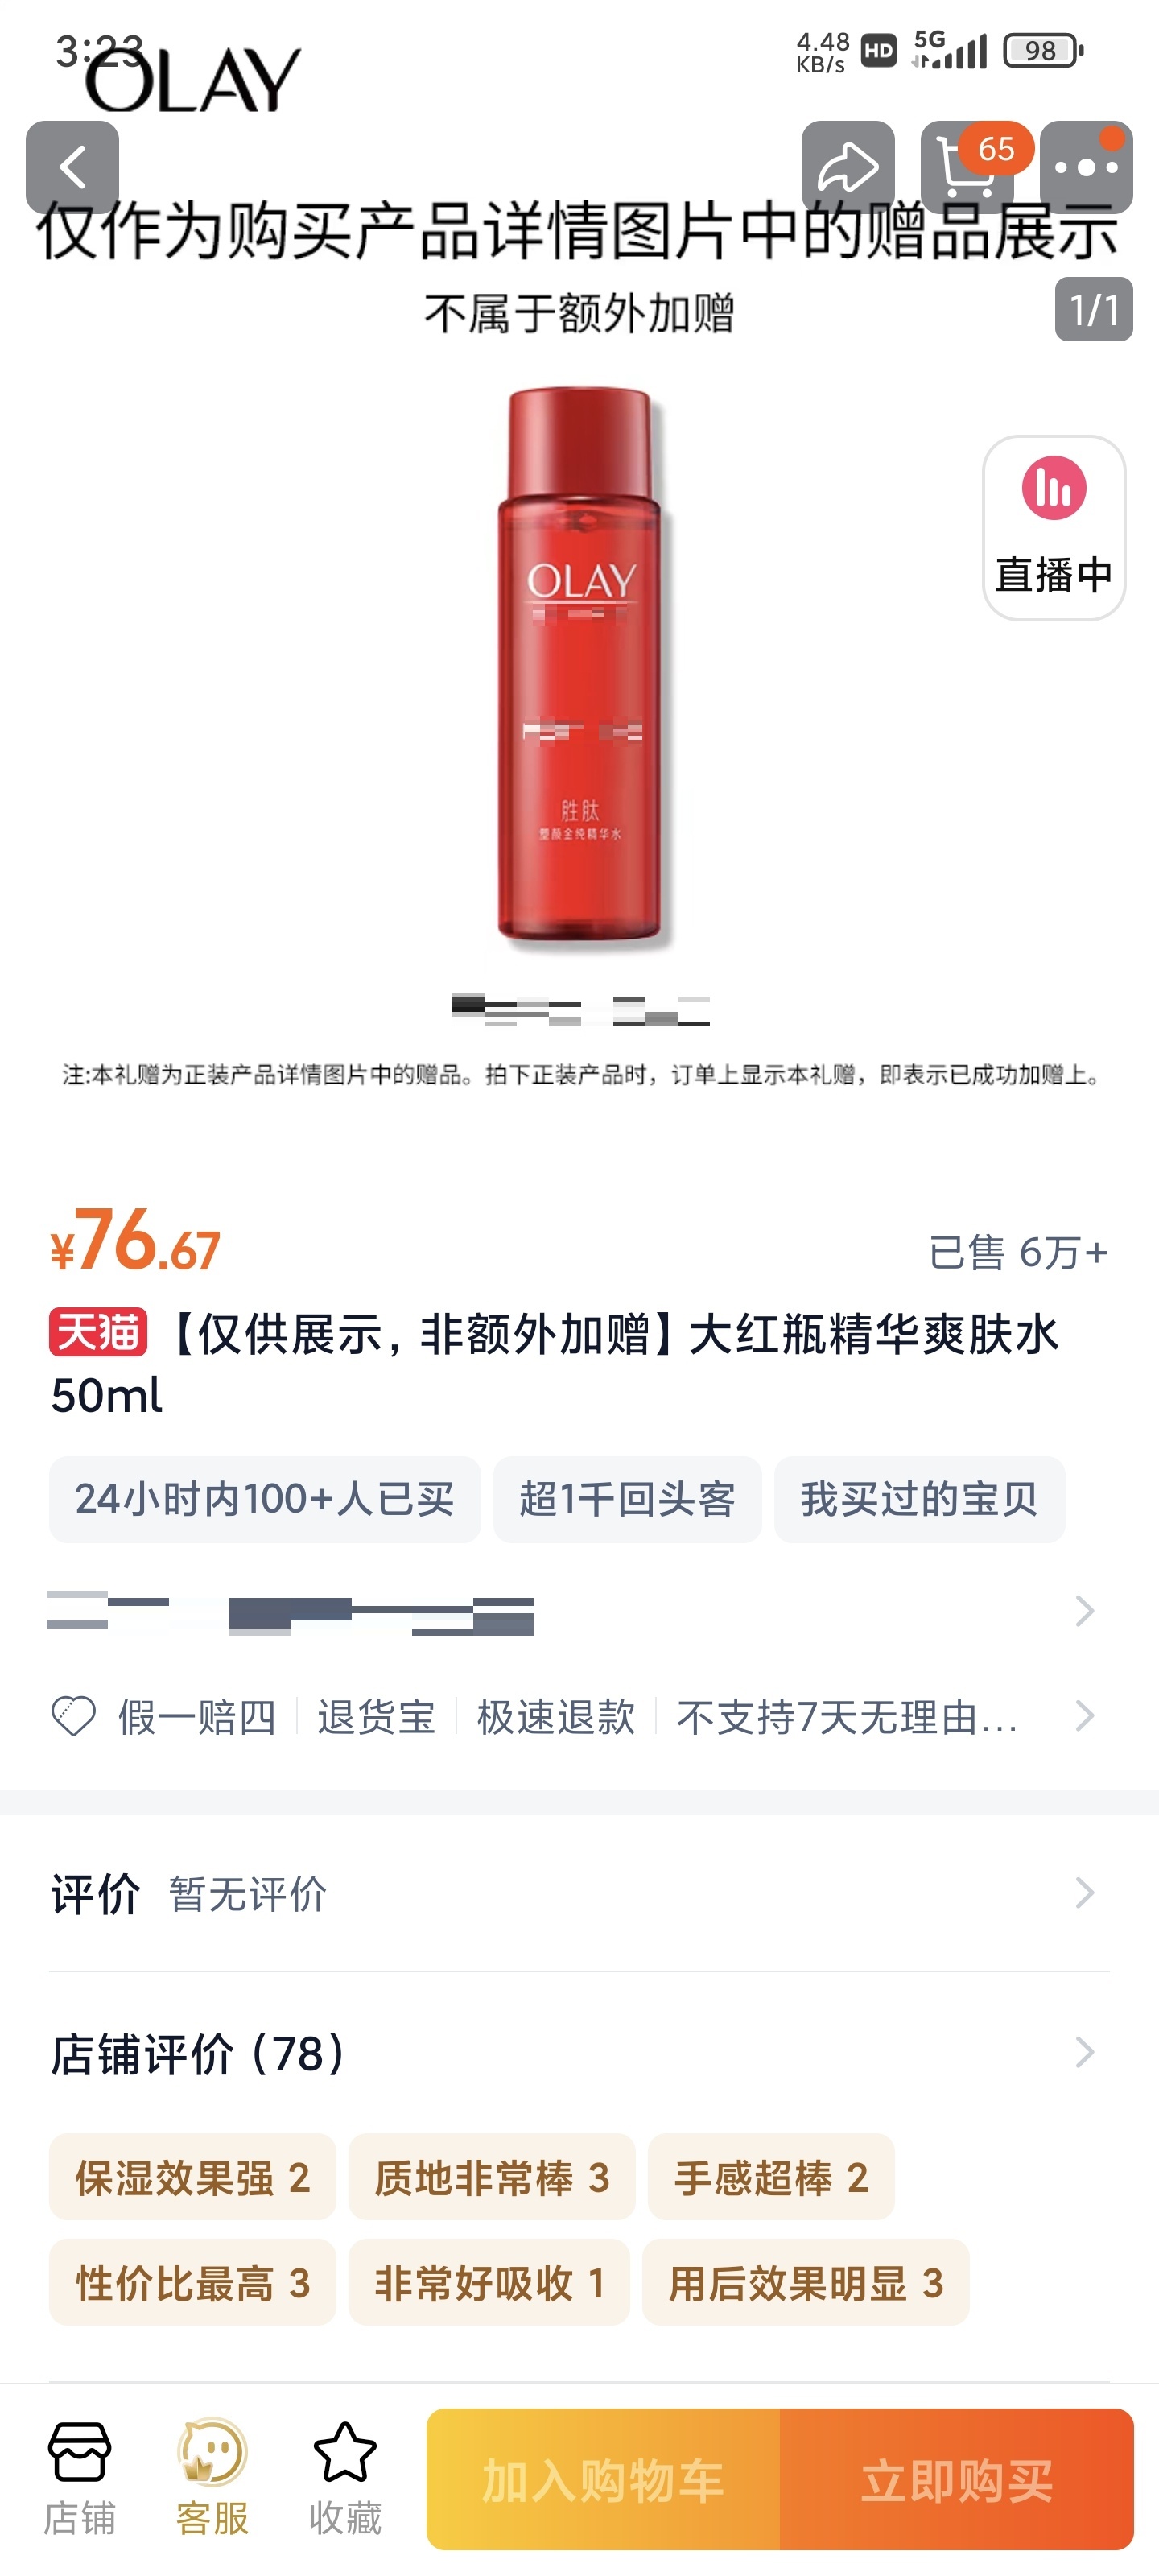 3:23
4.48
KB/s
HD
5G
98
OLAY
65
仅作为购买产品详情图片中的赠品展示
不属于额外加赠
1/1
直播中
OLAY
胜肽
塑颜金纯精华水
注:本礼赠为正装产品详情图片中的赠品。拍下正装产品时，订单上显示本礼赠，即表示已成功加赠上。
¥76.67
已售 6万+
天猫【仅供展示，非额外加赠】大红瓶精华爽肤水
50ml
24小时内100+人已买
超1千回头客
我买过的宝贝
假一赔四
退货宝
极速退款
不支持7天无理由...
评价 暂无评价
店铺评价（78）
保湿效果强 2
质地非常棒 3
手感超棒 2
性价比最高 3
非常好吸收 1
用后效果明显 3
店铺
客服
收藏
加入购物车
立即购买